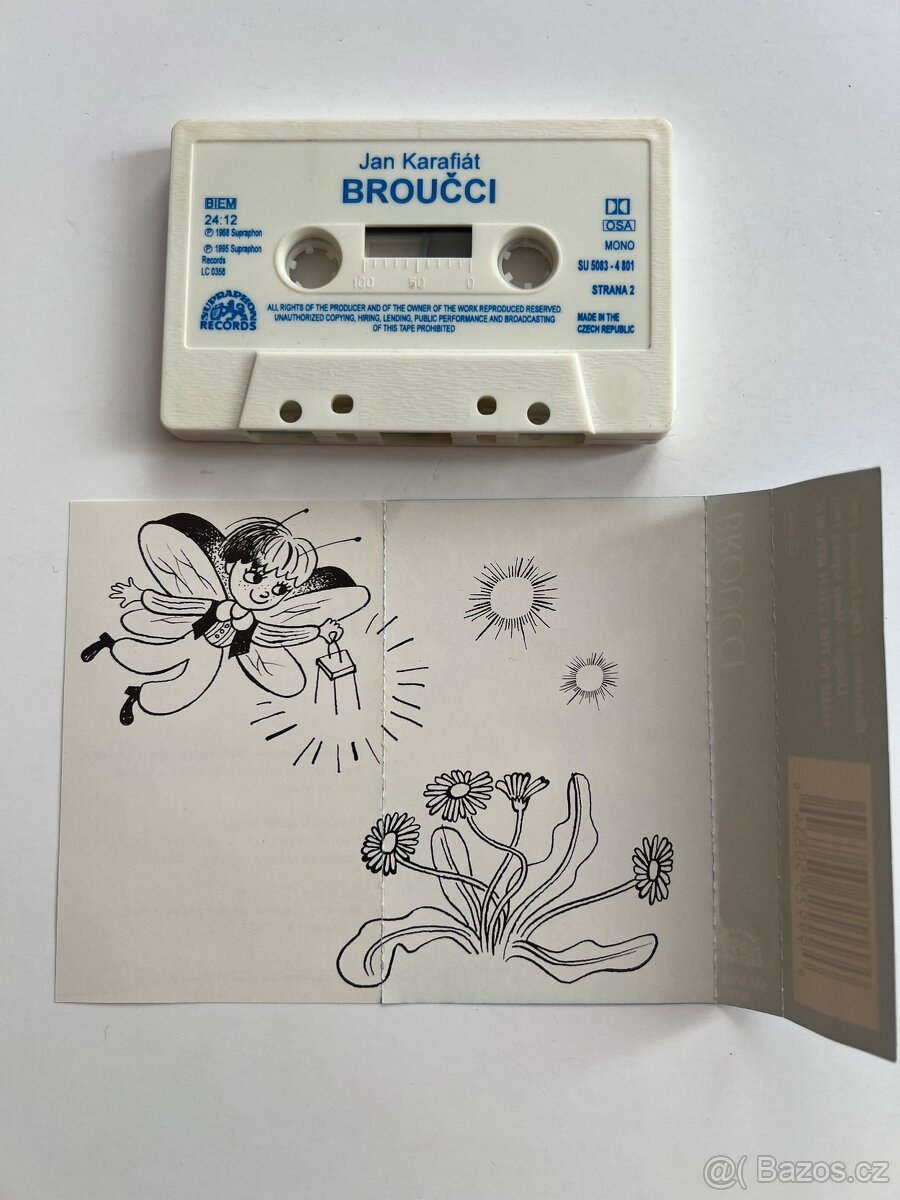 Jan Karafiát
BROUČCI
BIEM
24:12
℗ 1968 Supraphon
℗ 1995 Supraphon
Records
LC 0358
SUPRAPHON
RECORDS
100 50 0
OSA
MONO
SU 5083 - 4 801
STRANA 2
MADE IN THE
CZECH REPUBLIC
ALL RIGHTS OF THE PRODUCER AND OF THE OWNER OF THE WORK REPRODUCED RESERVED.
UNAUTHORIZED COPYING, HIRING, LENDING, PUBLIC PERFORMANCE AND BROADCASTING
OF THIS TAPE PROHIBITED
BROUČCI
@( Bazos.cz